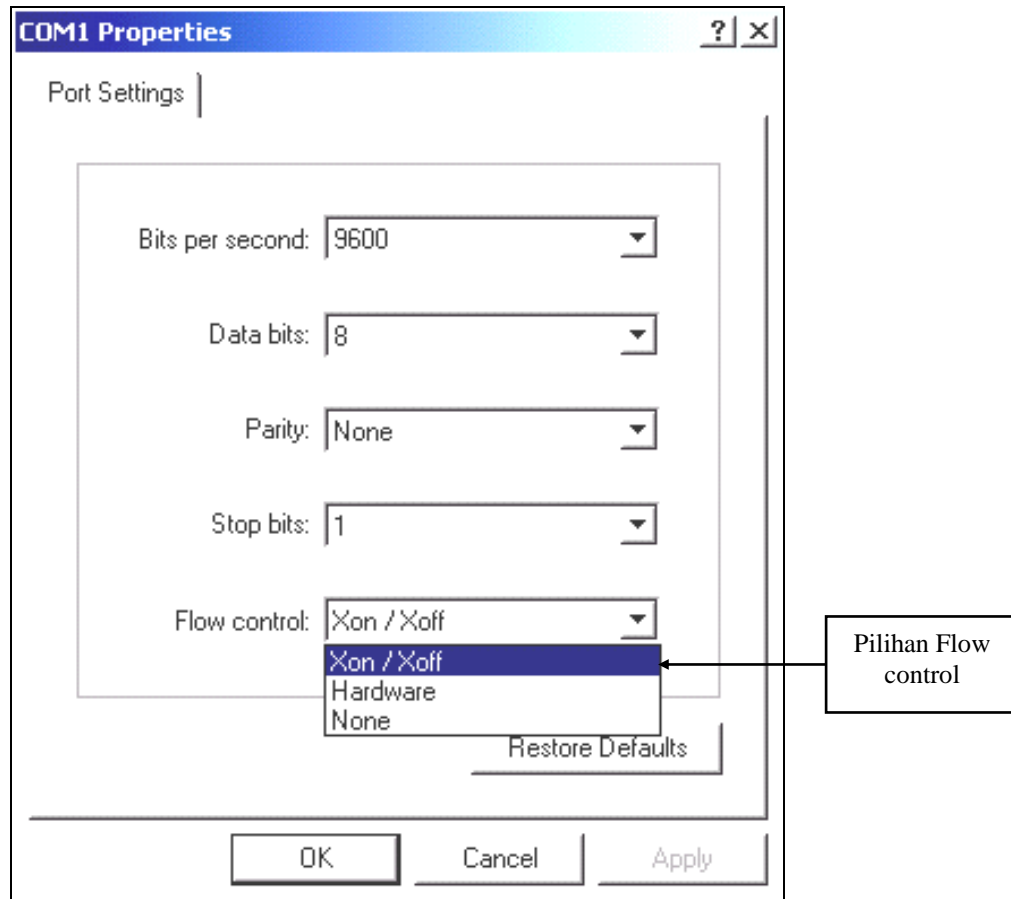 COM1 Properties
Port Settings
Bits per second: 9600
Data bits: 8
Parity: None
Stop bits: 1
Flow control: Xon / Xoff
Xon / Xoff
Hardware
None
Pilihan Flow
control
Restore Defaults
OK Cancel Apply